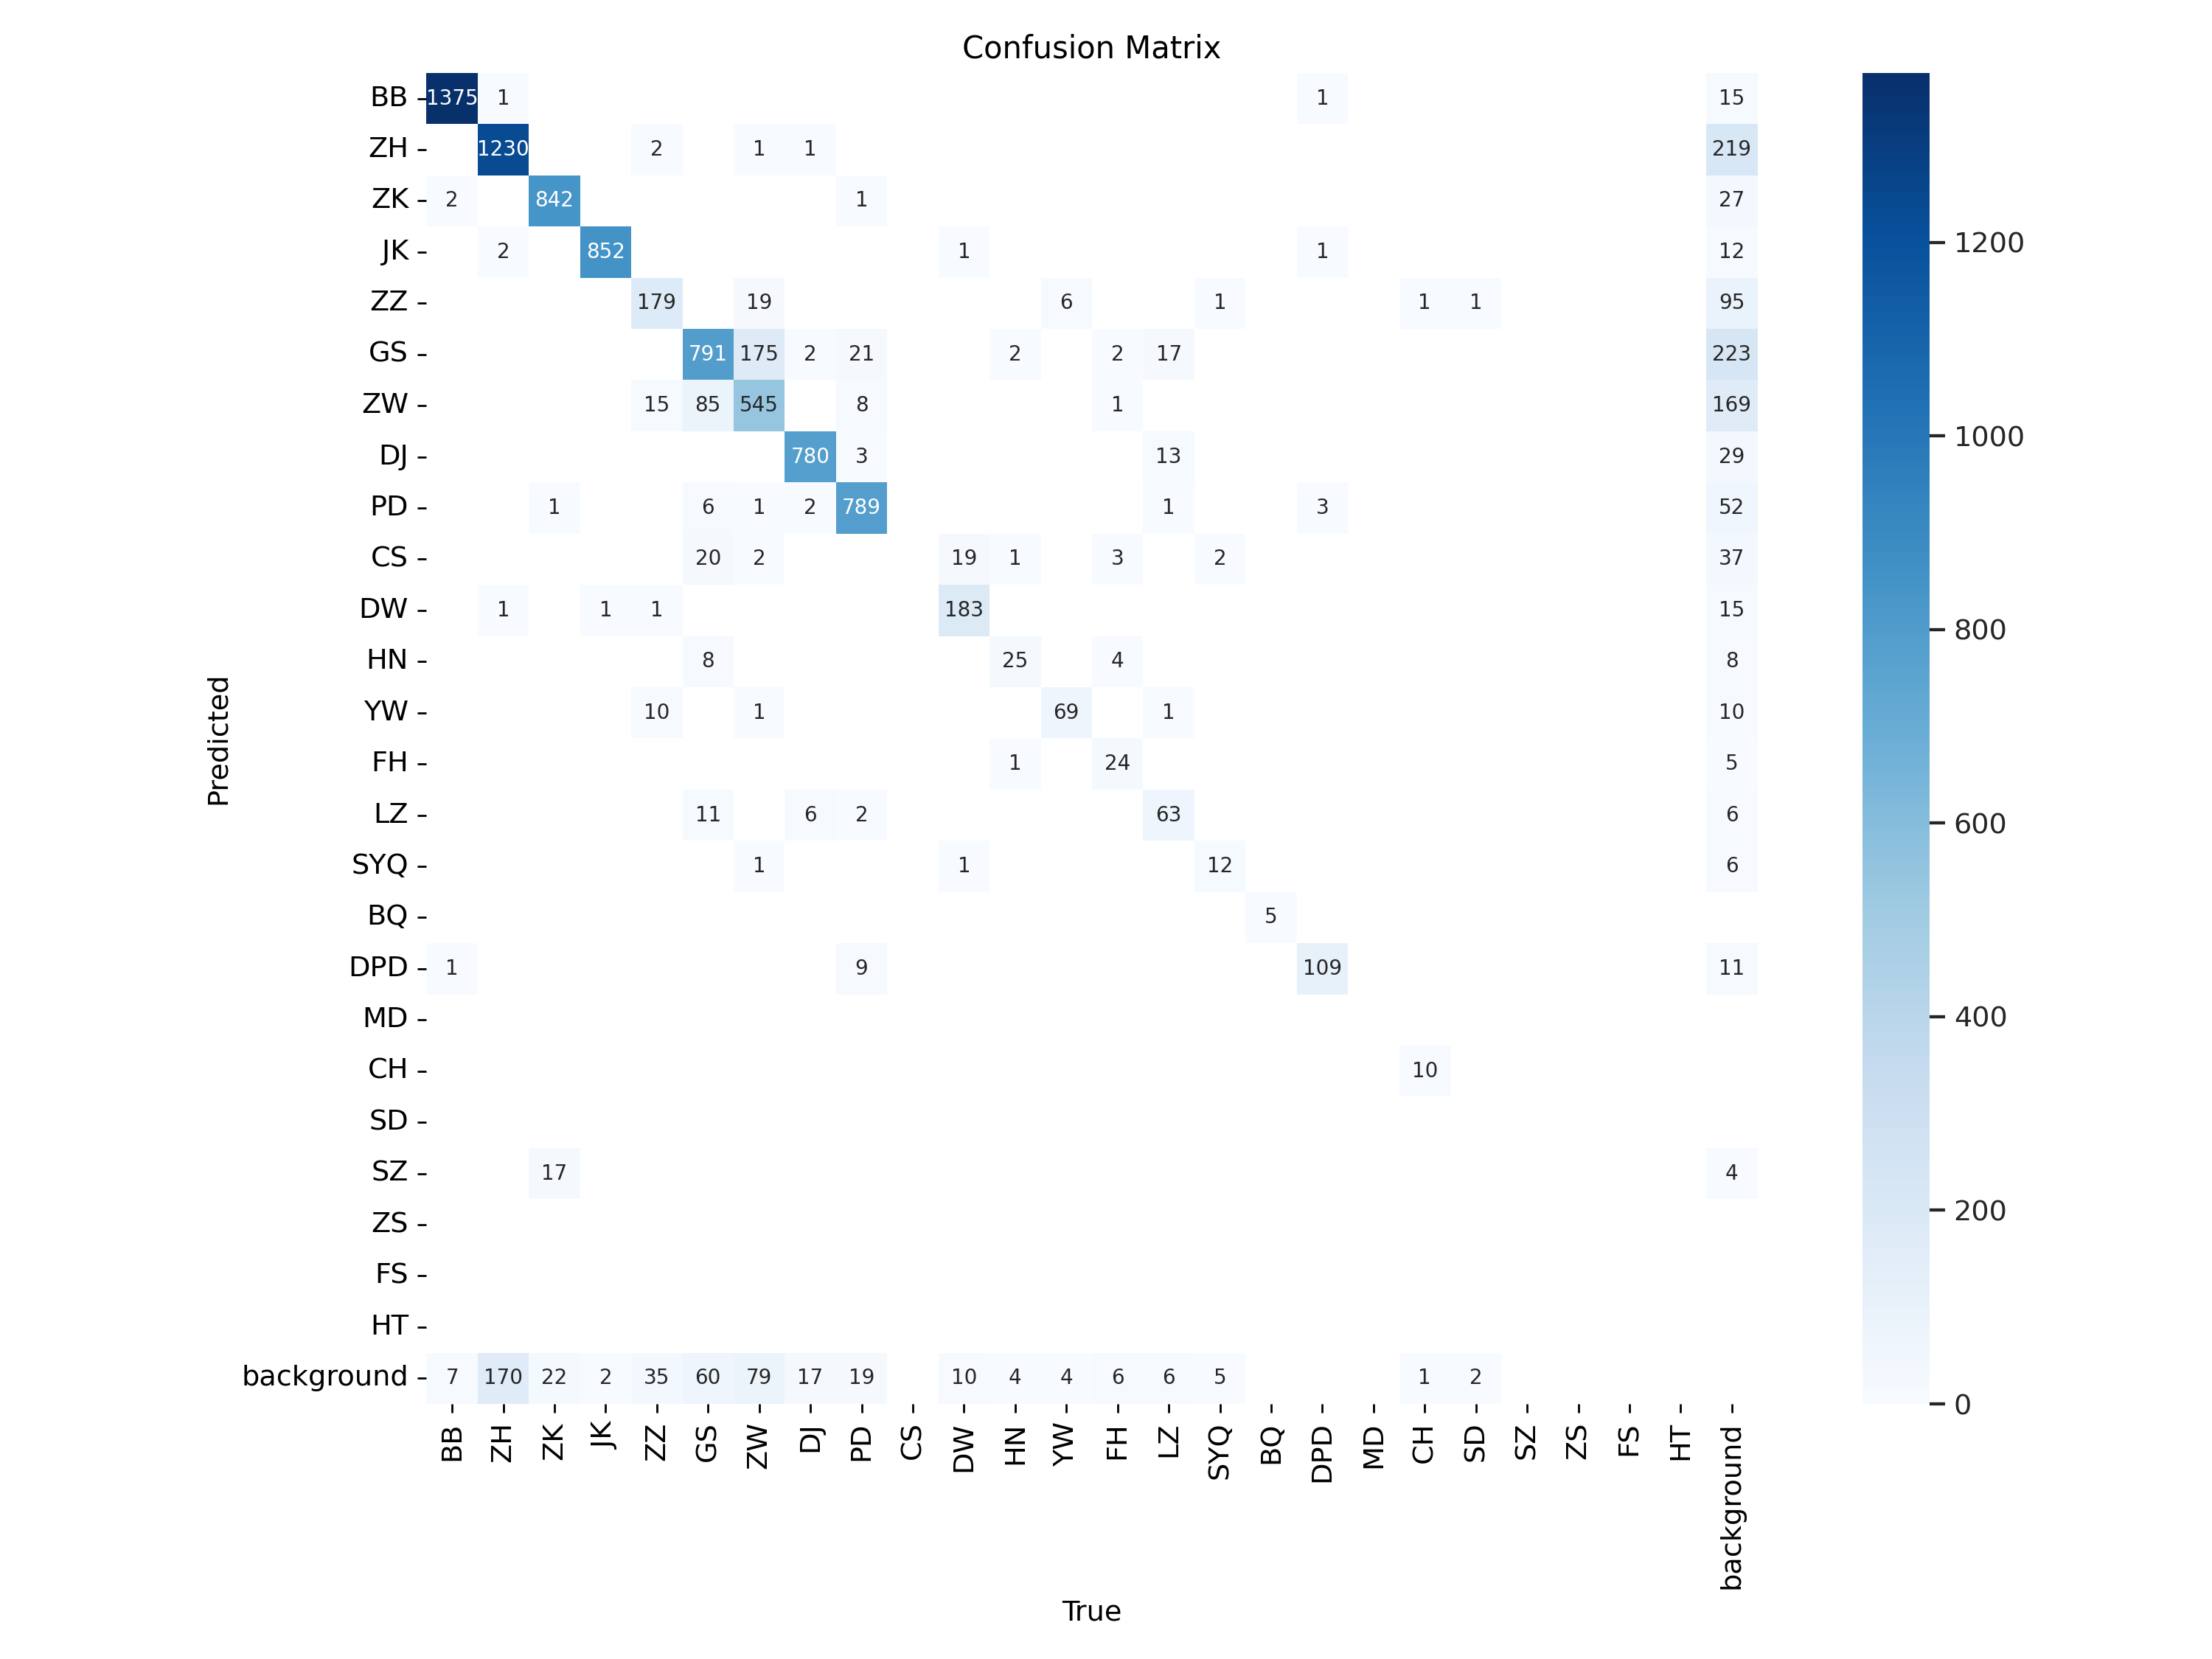 Confusion Matrix
BB 1375 1 1 15
ZH 1230 2 1 1 219
ZK 2 842 1 27
JK 2 852 1 1 12 1200
ZZ 179 19 6 1 1 1 95
GS 791 175 2 21 2 2 17 223
ZW 15 85 545 8 1 169 1000
DJ 780 3 13 29
PD 1 6 1 2 789 1 3 52
CS 20 2 19 1 3 2 37
DW 1 1 1 183 15 800
HN 8 25 4 8
YW 10 1 69 1 10
FH 1 24 5
LZ 11 6 2 63 6 600
SYQ 1 1 12 6
BQ 5
DPD 1 9 109 11
MD 400
CH 10
SD
SZ 17 4
ZS 200
FS
HT
background 7 170 22 2 35 60 79 17 19 10 4 4 6 6 5 1 2 0
BB ZH ZK JK ZZ GS ZW DJ PD CS DW HN YW FH LZ SYQ BQ DPD MD CH SD SZ ZS FS HT background
Predicted
True